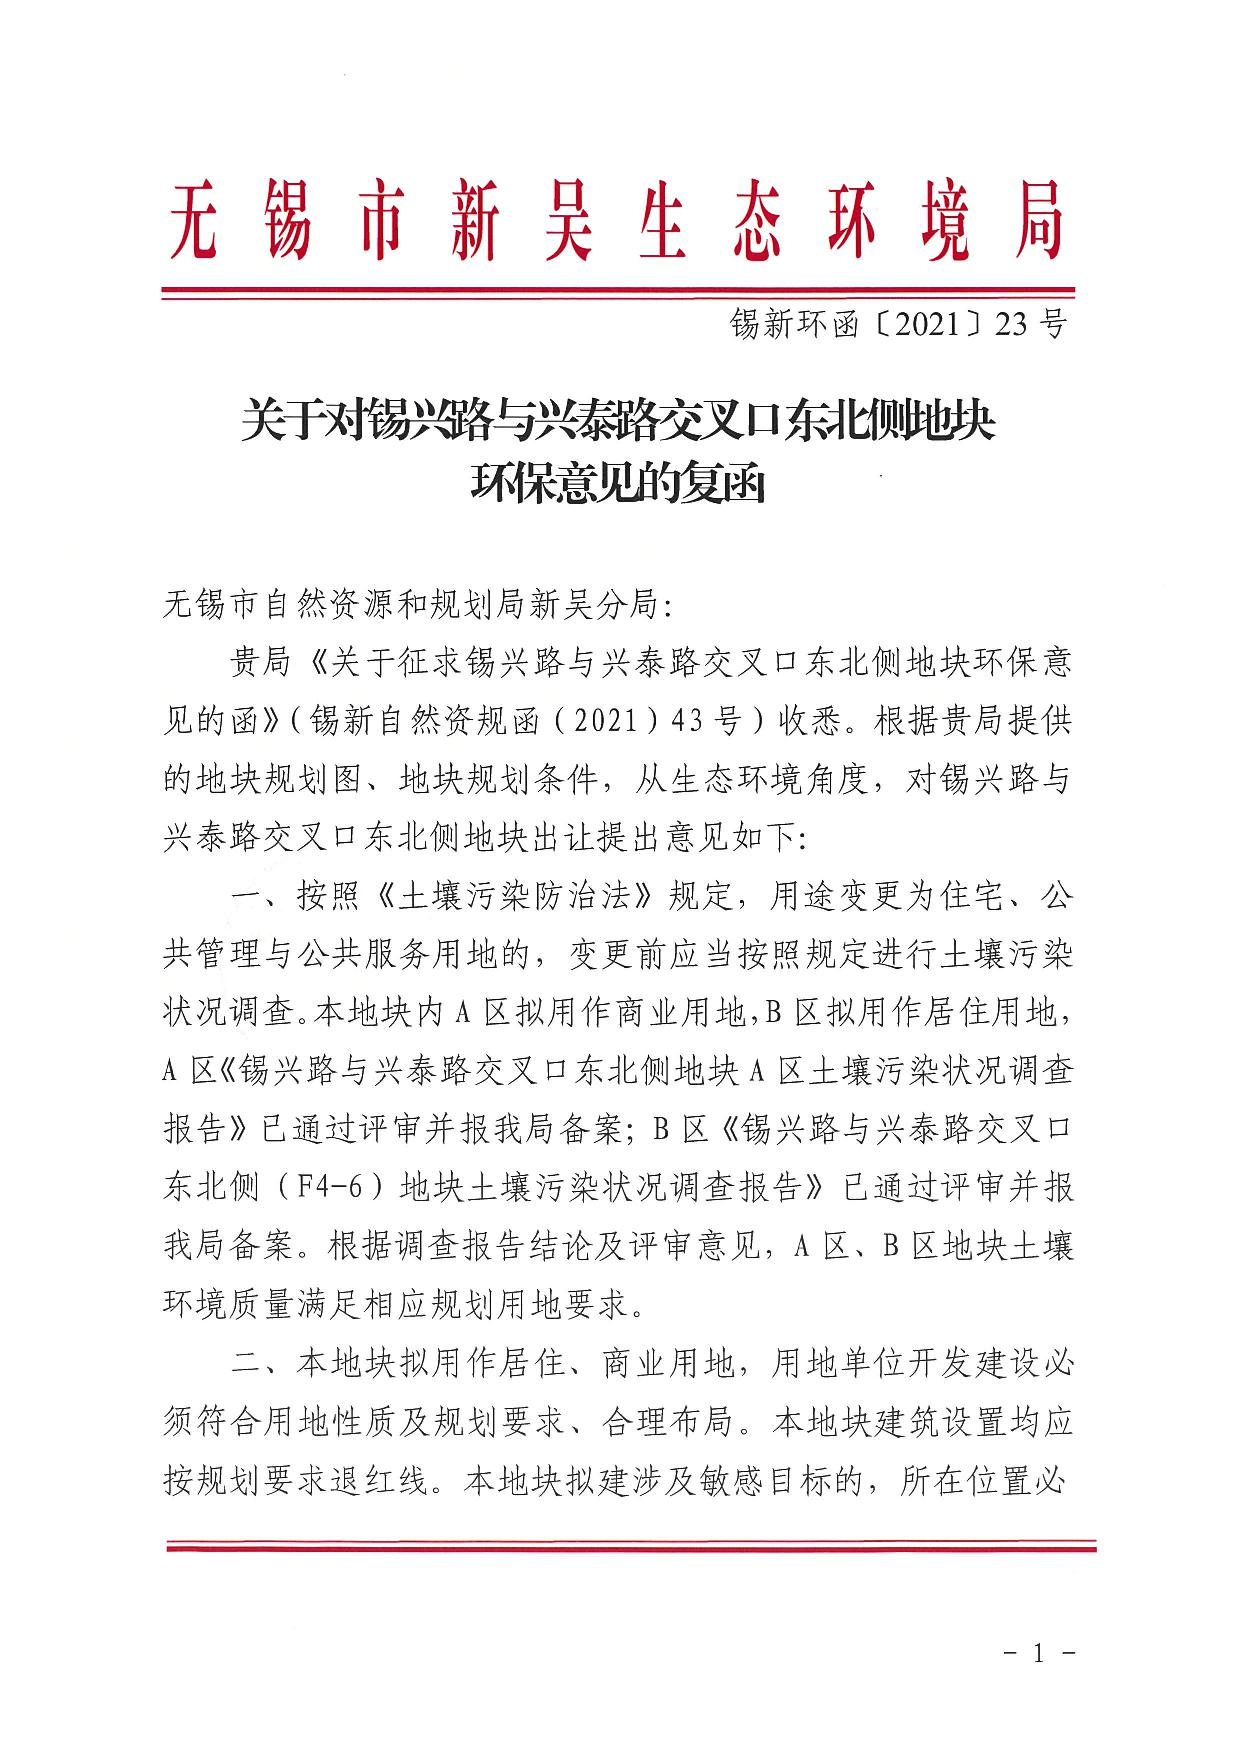 无锡市新吴生态环境局
锡新环函〔2021〕23号
关于对锡兴路与兴泰路交叉口东北侧地块
环保意见的复函
无锡市自然资源和规划局新吴分局：
贵局《关于征求锡兴路与兴泰路交叉口东北侧地块环保意
见的函》（锡新自然资规函（2021）43号）收悉。根据贵局提供
的地块规划图、地块规划条件，从生态环境角度，对锡兴路与
兴泰路交叉口东北侧地块出让提出意见如下：
一、按照《土壤污染防治法》规定，用途变更为住宅、公
共管理与公共服务用地的，变更前应当按照规定进行土壤污染
状况调查。本地块内A区拟用作商业用地，B区拟用作居住用地，
A区《锡兴路与兴泰路交叉口东北侧地块A区土壤污染状况调查
报告》已通过评审并报我局备案；B区《锡兴路与兴泰路交叉口
东北侧（F4-6）地块土壤污染状况调查报告》已通过评审并报
我局备案。根据调查报告结论及评审意见，A区、B区地块土壤
环境质量满足相应规划用地要求。
二、本地块拟用作居住、商业用地，用地单位开发建设必
须符合用地性质及规划要求、合理布局。本地块建筑设置均应
按规划要求退红线。本地块拟建涉及敏感目标的，所在位置必
- 1 -